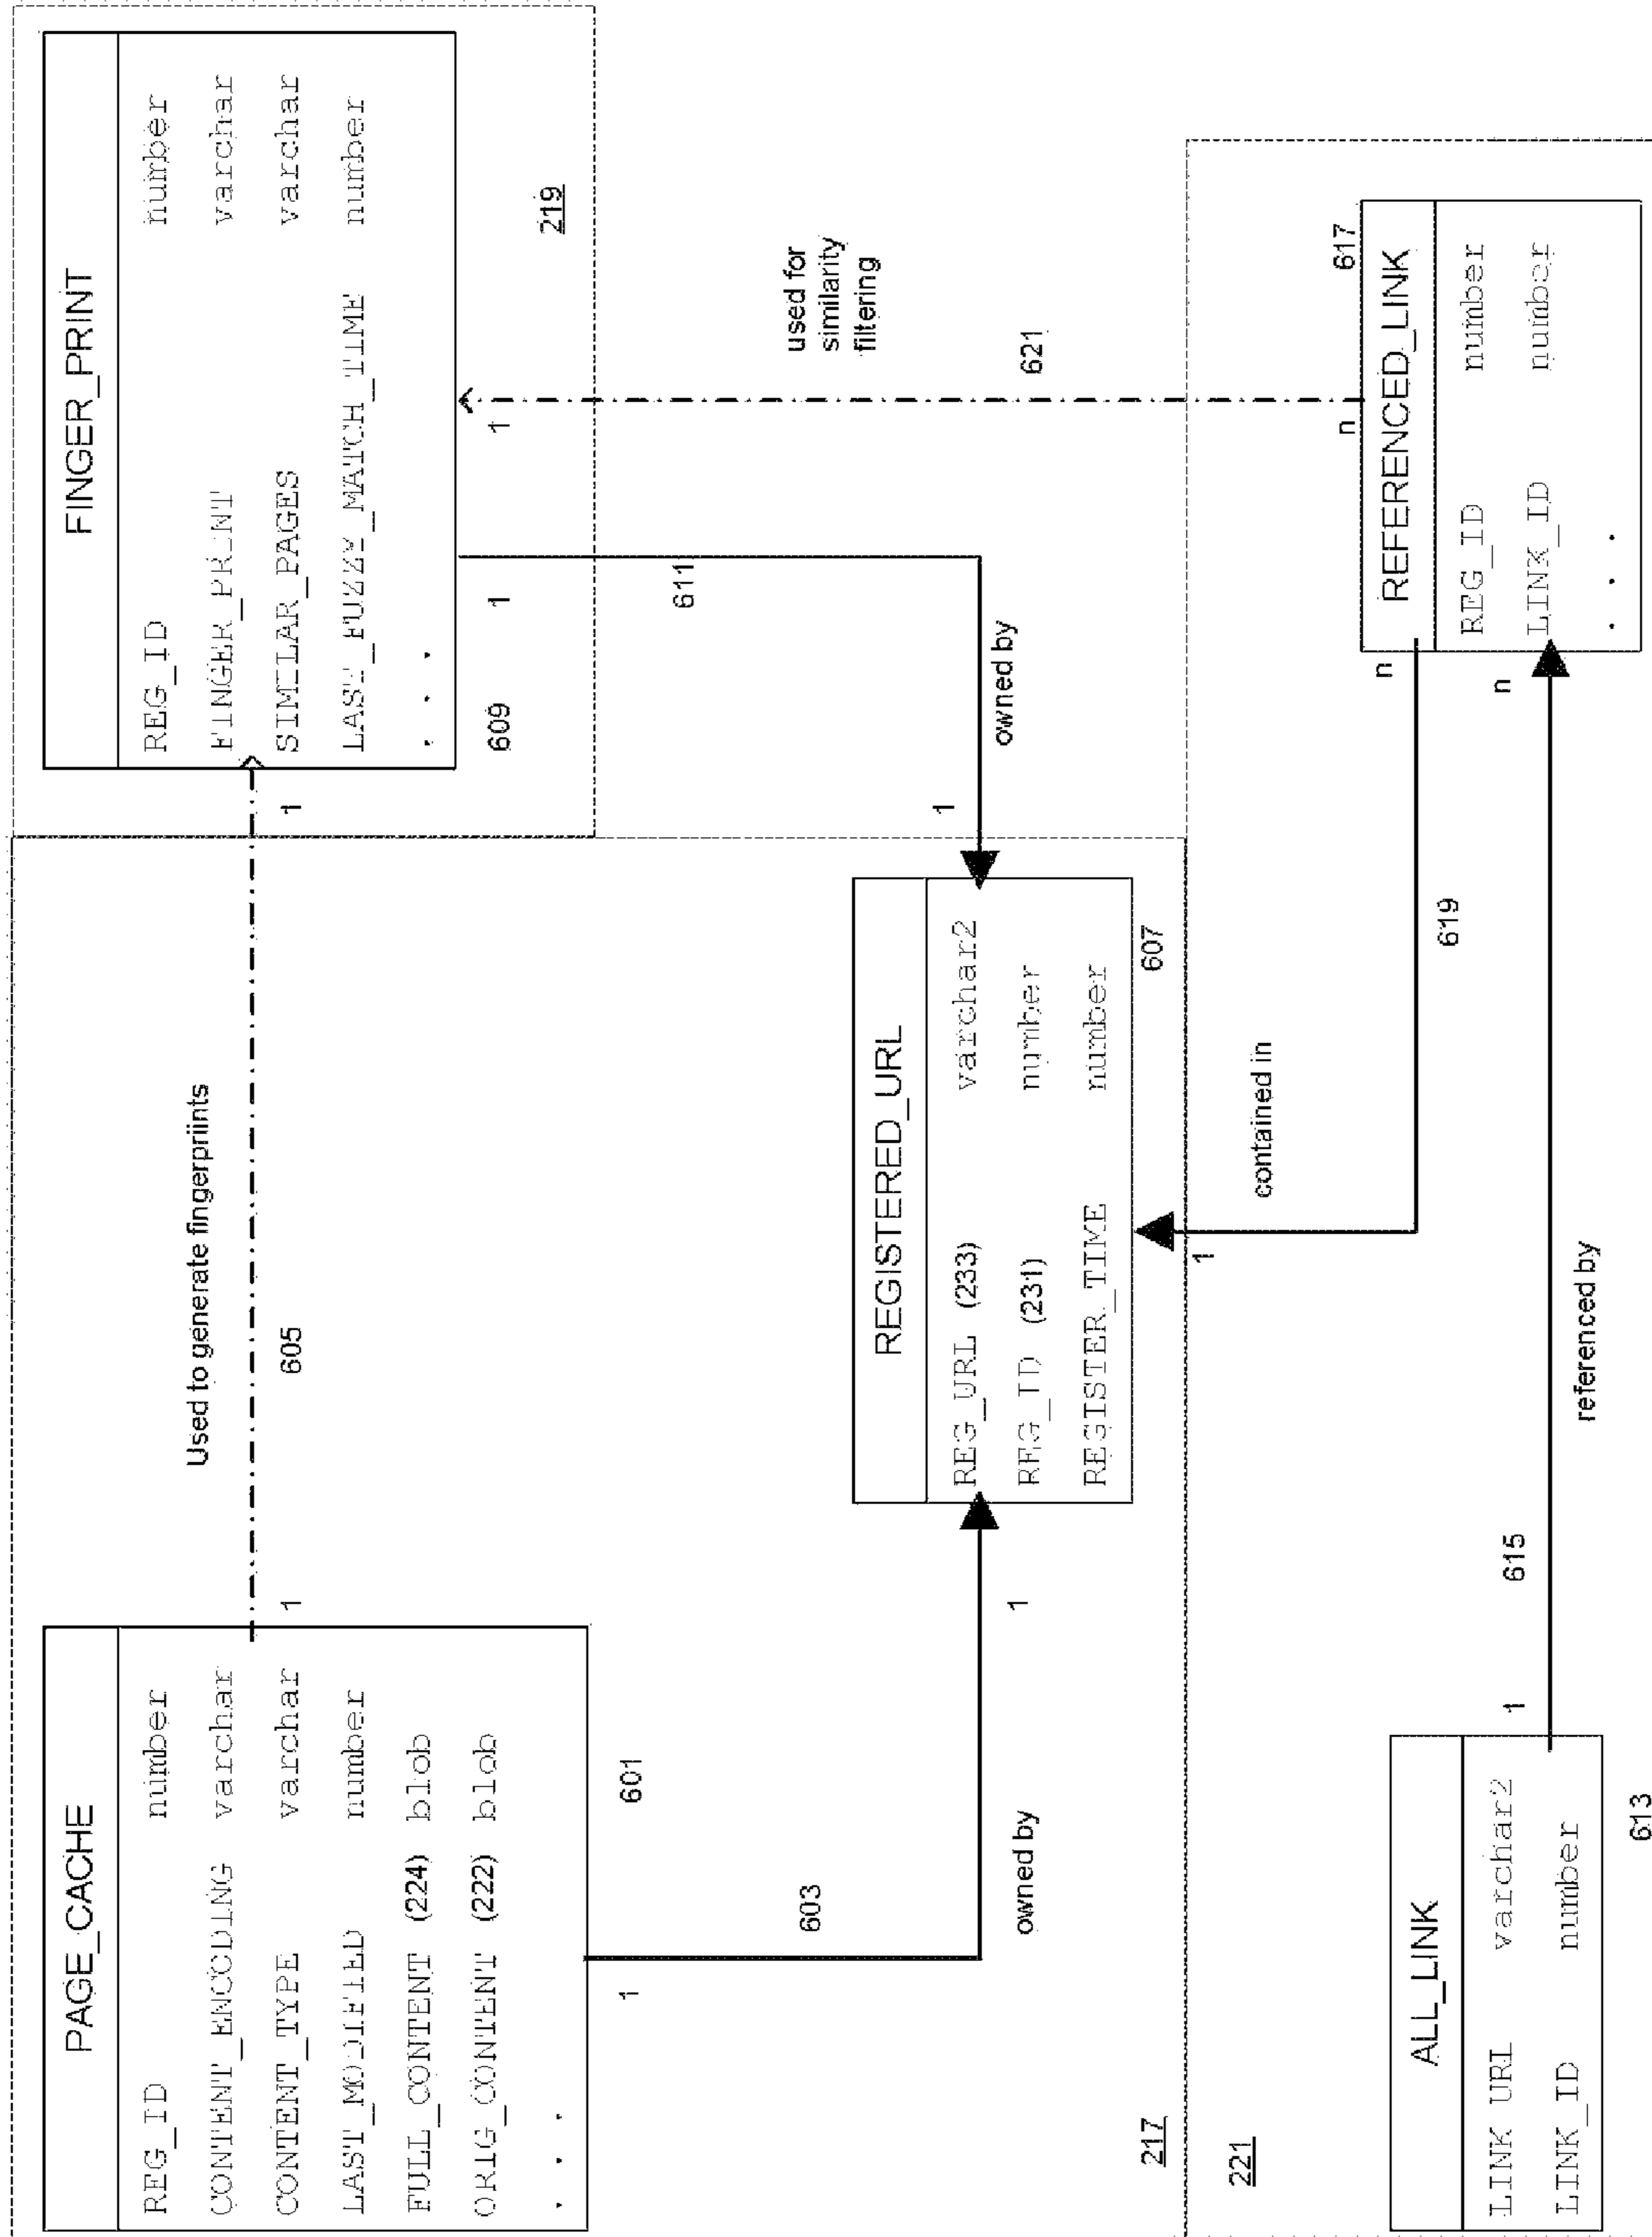 PAGE_CACHE
REG_ID number
CONTENT_ENCODING varchar
CONTENT_TYPE varchar
LAST_MODIFIED number
FULL_CONTENT (224) blob
ORIG_CONTENT (222) blob
. . .
601
1
Used to generate fingerpriints
605
1
1
FINGER_PRINT
REG_ID number
FINGER_PRINT varchar
SIMILAR_PAGES varchar
LAST_FUZZY_MATCH_TIME number
. . .
609
1
1
219
603
owned by
1
1
611
owned by
1
used for
similarity
filtering
621
REGISTERED_URL
REG_URL (233) varchar2
REG_ID (231) number
REGISTER_TIME number
607
217
221
1
contained in
619
n
n
n
617
REFERENCED_LINK
REG_ID number
LINK_ID number
. . .
ALL_LINK
LINK_URL varchar2
LINK_ID number
613
1
615
referenced by